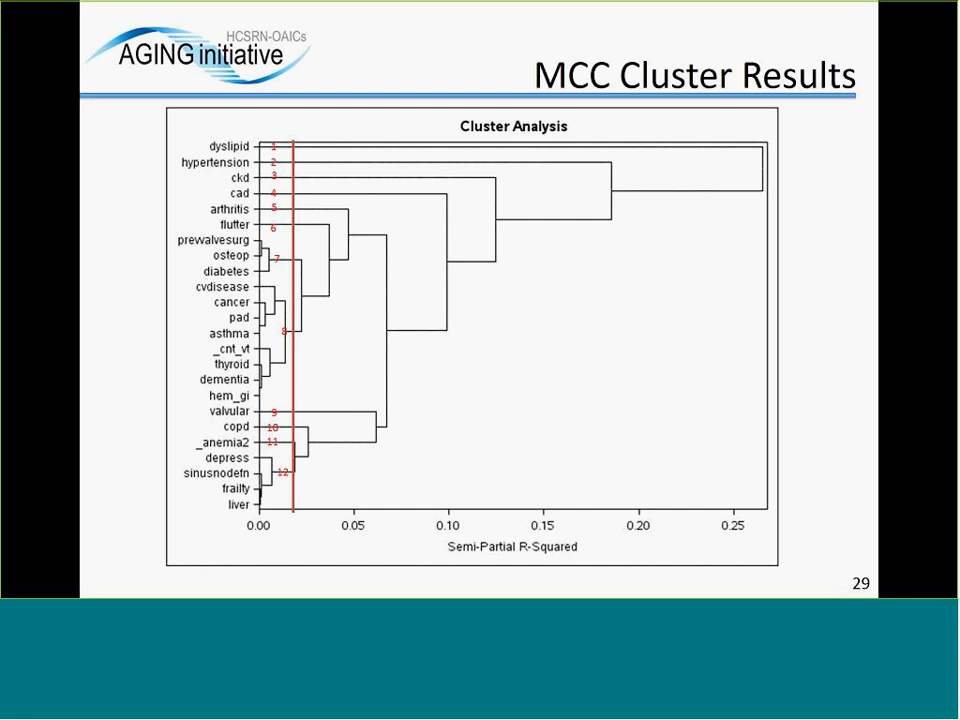 HCSRN-OAICs
AGING initiative
MCC Cluster Results
Cluster Analysis
dyslipid 1
hypertension 2
ckd 3
cad 4
arthritis 5
flutter 6
prevvalvesurg
osteop 7
diabetes
cvdisease
cancer
pad
asthma 8
_cnt_vt
thyroid
dementia
hem_gi
valvular 9
copd 10
_anemia2 11
depress
sinusnodefn 12
frailty
liver
0.00 0.05 0.10 0.15 0.20 0.25
Semi-Partial R-Squared
29